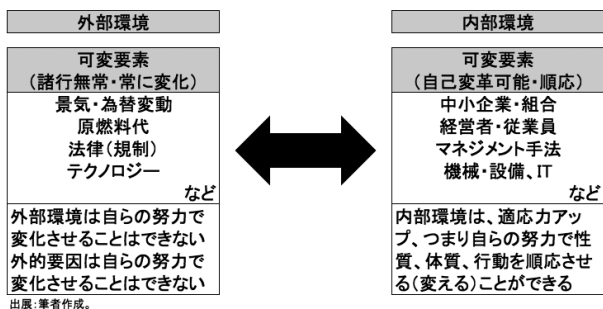 外部環境
可変要素
（諸行無常・常に変化）
景気・為替変動
原燃料代
法律（規制）
テクノロジー
など
外部環境は自らの努力で
変化させることはできない
外的要因は自らの努力で
変化させることはできない
内部環境
可変要素
（自己変革可能・順応）
中小企業・組合
経営者・従業員
マネジメント手法
機械・設備、IT
など
内部環境は、適応力アッ
プ、つまり自らの努力で性
質、体質、行動を順応させ
る（変える）ことができる
出展：筆者作成。